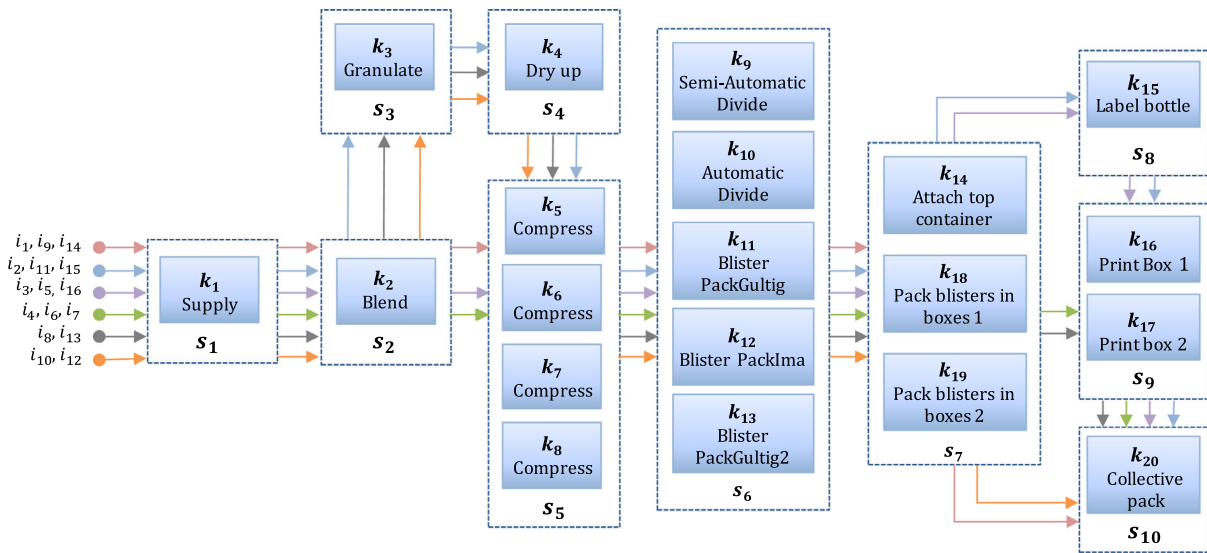 i₁, i₉, i₁₄
i₂, i₁₁, i₁₅
i₃, i₅, i₁₆
i₄, i₆, i₇
i₈, i₁₃
i₁₀, i₁₂
k₁
Supply
s₁
k₂
Blend
s₂
k₃
Granulate
s₃
k₄
Dry up
s₄
k₅
Compress
k₆
Compress
k₇
Compress
k₈
Compress
s₅
k₉
Semi-Automatic
Divide
k₁₀
Automatic
Divide
k₁₁
Blister
PackGultig
k₁₂
Blister PackIma
k₁₃
Blister
PackGultig2
s₆
k₁₄
Attach top
container
k₁₈
Pack blisters in
boxes 1
k₁₉
Pack blisters in
boxes 2
s₇
k₁₅
Label bottle
s₈
k₁₆
Print Box 1
k₁₇
Print box 2
s₉
k₂₀
Collective
pack
s₁₀